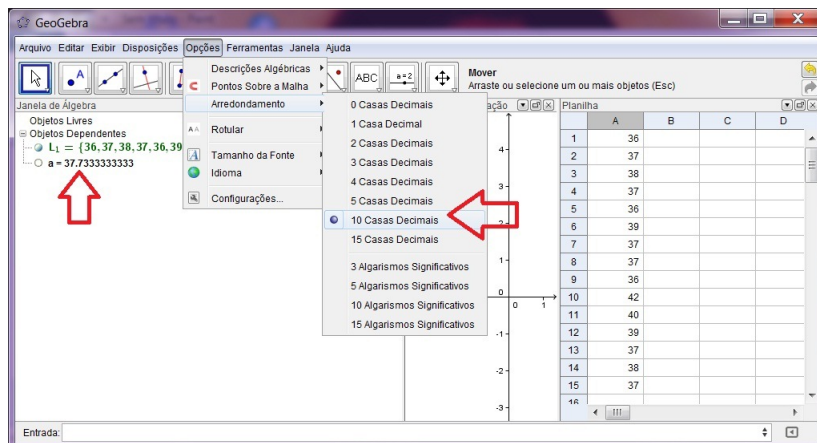 GeoGebra
Arquivo Editar Exibir Disposições Opções Ferramentas Janela Ajuda
A
ABC
a=2
Mover
Arraste ou selecione um ou mais objetos (Esc)
Descrições Algébricas
Pontos Sobre a Malha
Arredondamento
AA Rotular
A Tamanho da Fonte
Idioma
Configurações...
0 Casas Decimais
1 Casa Decimal
2 Casas Decimais
3 Casas Decimais
4 Casas Decimais
5 Casas Decimais
10 Casas Decimais
15 Casas Decimais
3 Algarismos Significativos
5 Algarismos Significativos
10 Algarismos Significativos
15 Algarismos Significativos
Janela de Álgebra
Objetos Livres
Objetos Dependentes
L₁ = {36,37,38,37,36,39
a = 37.7333333333
ação
4
3
2
1
0
0 1
-1
-2
-3
Planilha
A B C D
1 36
2 37
3 38
4 37
5 36
6 39
7 37
8 37
9 36
10 42
11 40
12 39
13 37
14 38
15 37
16
Entrada: